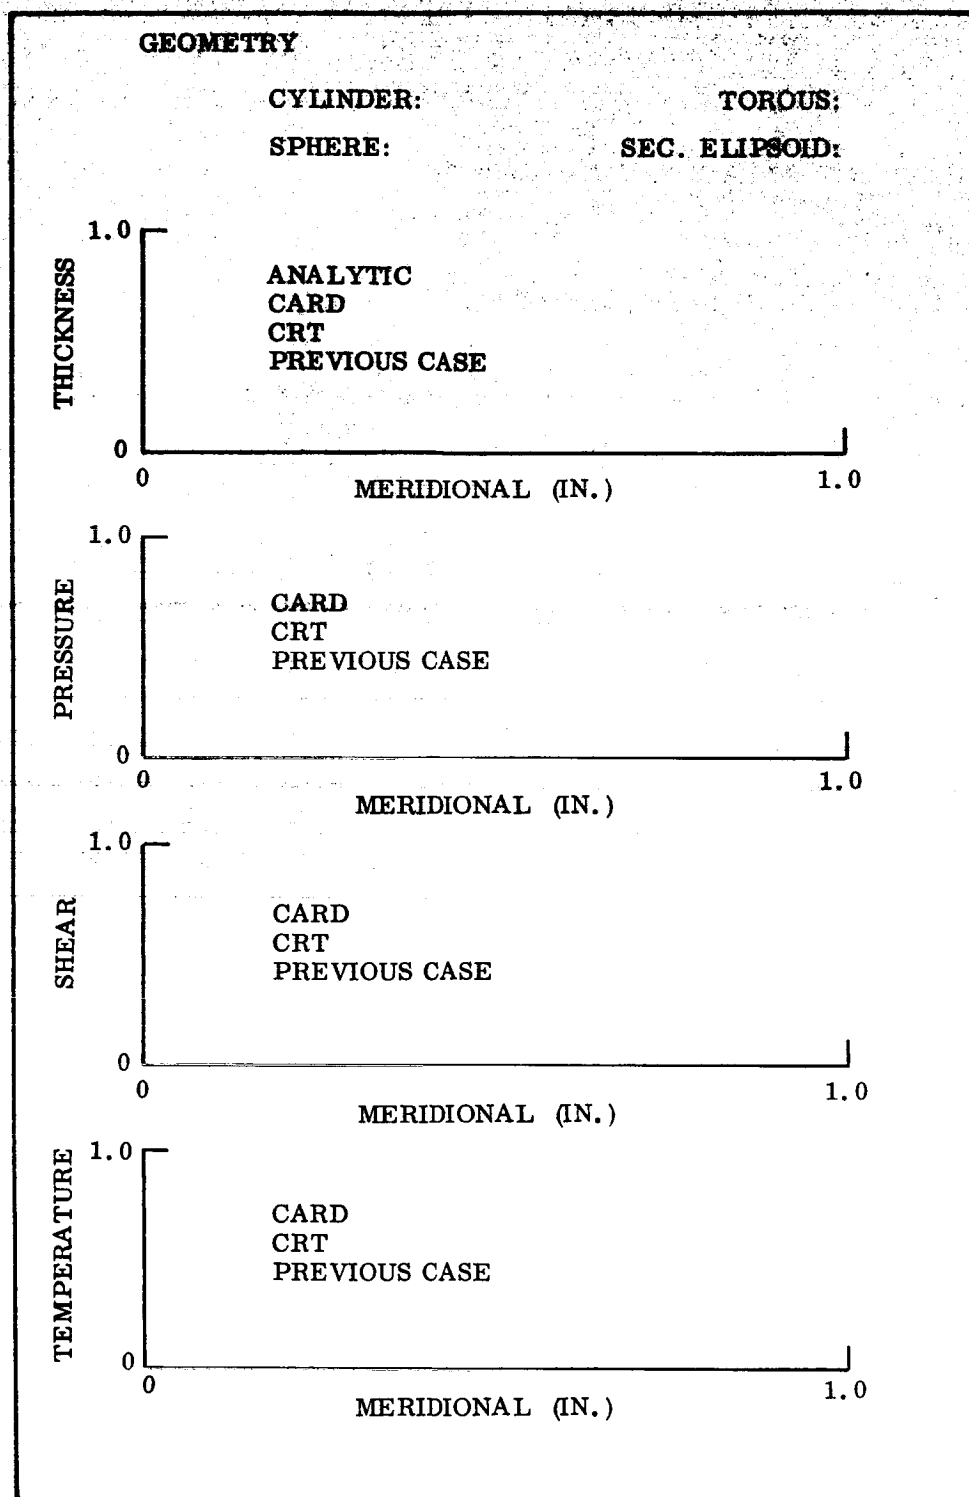 GEOMETRY
CYLINDER: TOROUS:
SPHERE: SEC. ELIPSOID:
THICKNESS
1.0
ANALYTIC
CARD
CRT
PREVIOUS CASE
0
0 1.0
MERIDIONAL (IN.)
PRESSURE
1.0
CARD
CRT
PREVIOUS CASE
0
0 1.0
MERIDIONAL (IN.)
SHEAR
1.0
CARD
CRT
PREVIOUS CASE
0
0 1.0
MERIDIONAL (IN.)
TEMPERATURE
1.0
CARD
CRT
PREVIOUS CASE
0
0 1.0
MERIDIONAL (IN.)